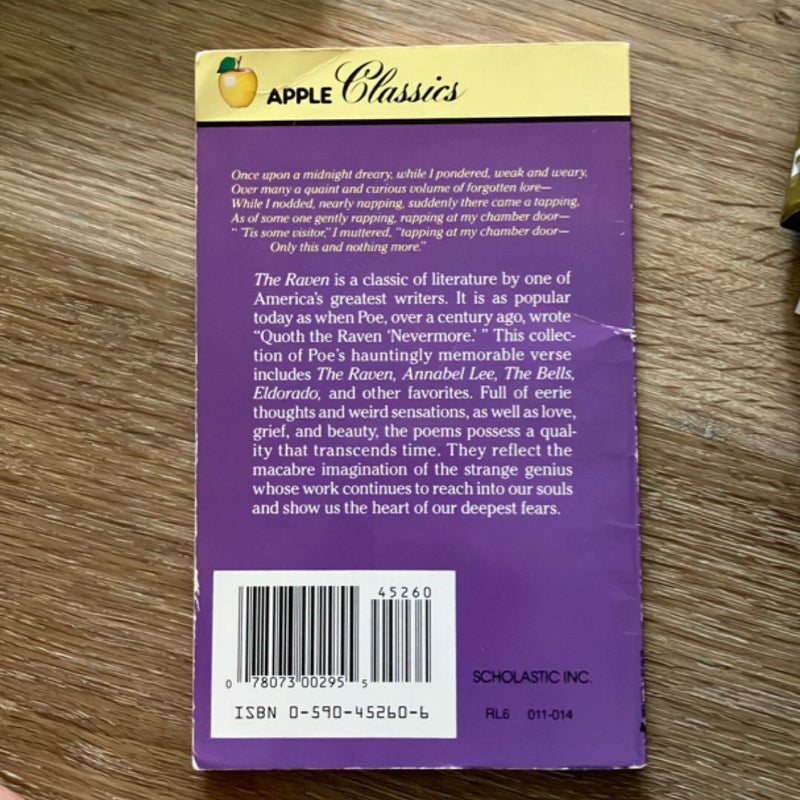 APPLE Classics
Once upon a midnight dreary, while I pondered, weak and weary,
Over many a quaint and curious volume of forgotten lore—
While I nodded, nearly napping, suddenly there came a tapping,
As of some one gently rapping, rapping at my chamber door—
“ 'Tis some visitor,” I muttered, “tapping at my chamber door—
Only this and nothing more.”
The Raven is a classic of literature by one of
America's greatest writers. It is as popular
today as when Poe, over a century ago, wrote
“Quoth the Raven ‘Nevermore.’ ” This collec-
tion of Poe's hauntingly memorable verse
includes The Raven, Annabel Lee, The Bells,
Eldorado, and other favorites. Full of eerie
thoughts and weird sensations, as well as love,
grief, and beauty, the poems possess a qual-
ity that transcends time. They reflect the
macabre imagination of the strange genius
whose work continues to reach into our souls
and show us the heart of our deepest fears.
45260
0 78073 00295 5
ISBN 0-590-45260-6
SCHOLASTIC INC.
RL6 011-014